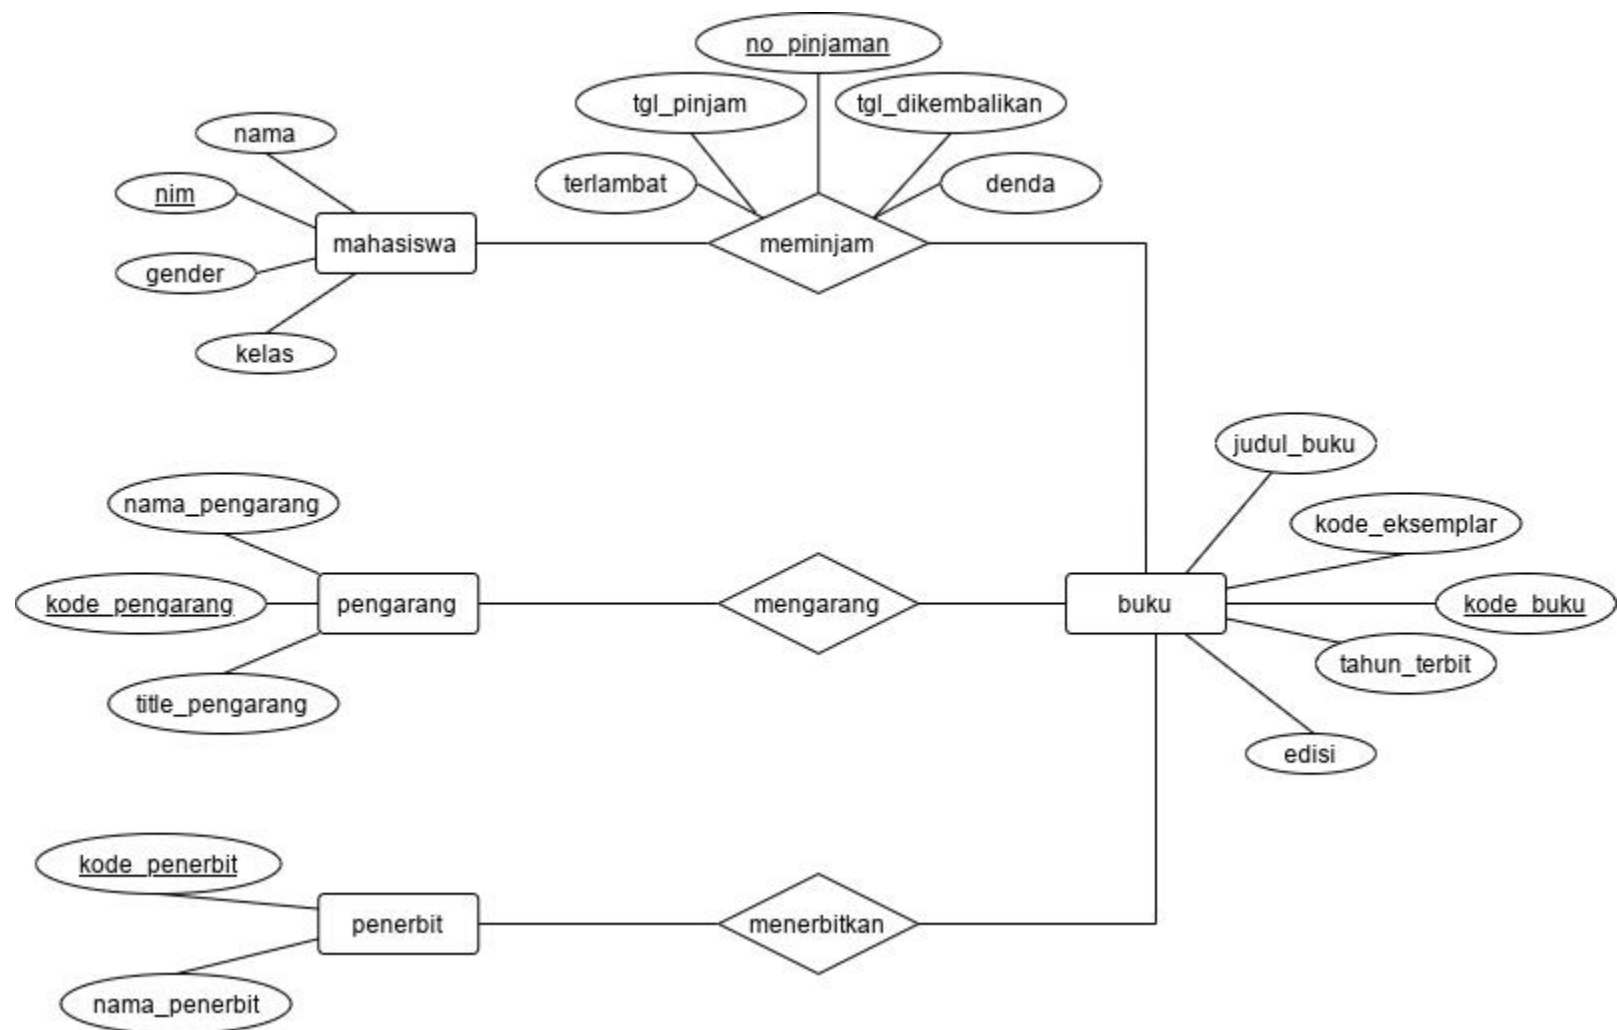 no_pinjaman
tgl_pinjam
tgl_dikembalikan
nama
terlambat
denda
nim
mahasiswa
meminjam
gender
kelas
judul_buku
nama_pengarang
kode_eksemplar
kode_pengarang
pengarang
mengarang
buku
kode_buku
tahun_terbit
title_pengarang
edisi
kode_penerbit
penerbit
menerbitkan
nama_penerbit